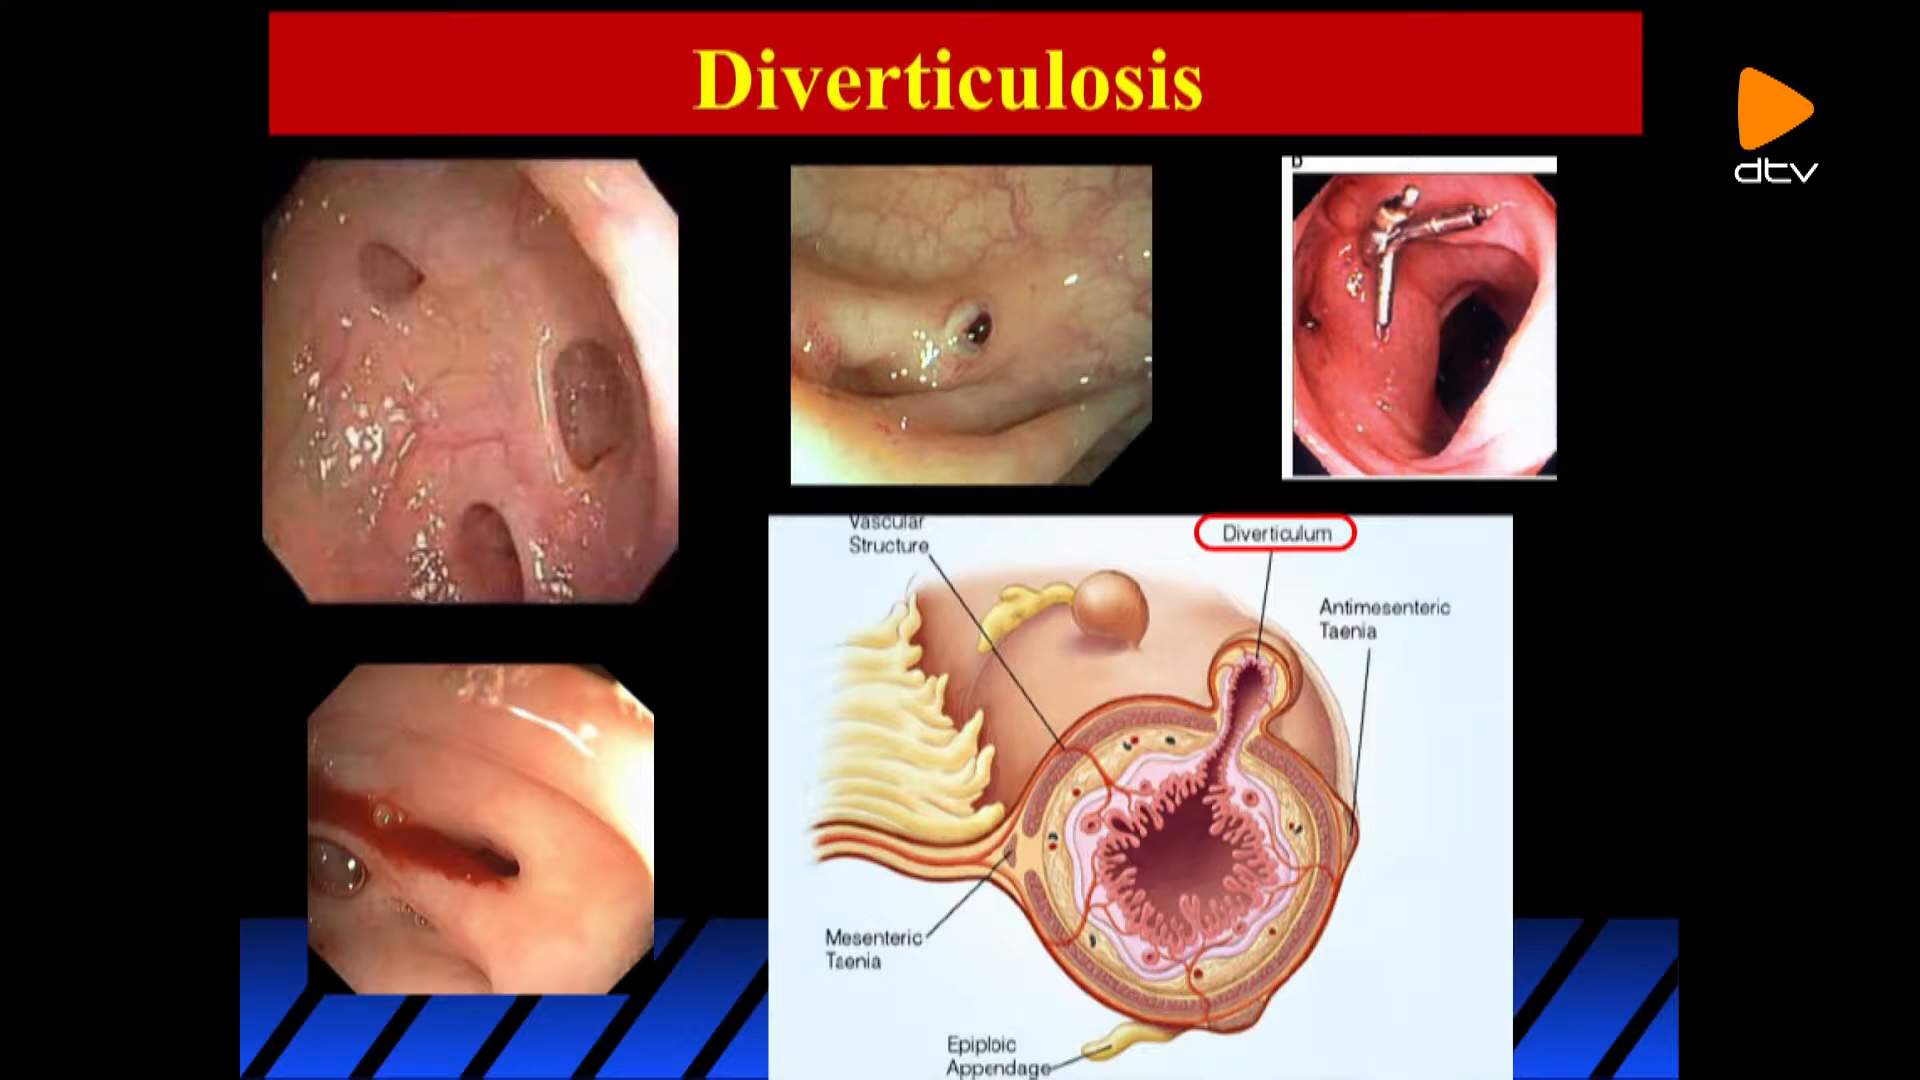 Diverticulosis
dtv
b
Vascular
Structure
Diverticulum
Antimesenteric
Taenia
Mesenteric
Taenia
Epiploic
Appendage